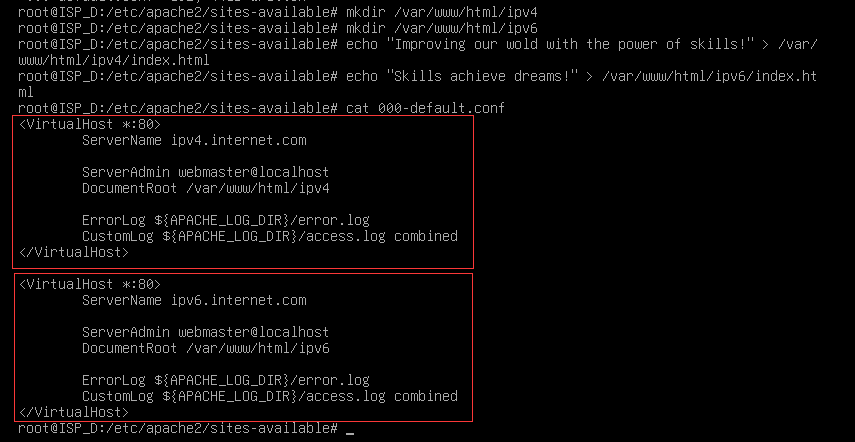 root@ISP_D:/etc/apache2/sites-available# mkdir /var/www/html/ipv4
root@ISP_D:/etc/apache2/sites-available# mkdir /var/www/html/ipv6
root@ISP_D:/etc/apache2/sites-available# echo "Improving our wold with the power of skills!" > /var/
www/html/ipv4/index.html
root@ISP_D:/etc/apache2/sites-available# echo "Skills achieve dreams!" > /var/www/html/ipv6/index.ht
ml
root@ISP_D:/etc/apache2/sites-available# cat 000-default.conf
<VirtualHost *:80>
        ServerName ipv4.internet.com

        ServerAdmin webmaster@localhost
        DocumentRoot /var/www/html/ipv4

        ErrorLog ${APACHE_LOG_DIR}/error.log
        CustomLog ${APACHE_LOG_DIR}/access.log combined
</VirtualHost>

<VirtualHost *:80>
        ServerName ipv6.internet.com

        ServerAdmin webmaster@localhost
        DocumentRoot /var/www/html/ipv6

        ErrorLog ${APACHE_LOG_DIR}/error.log
        CustomLog ${APACHE_LOG_DIR}/access.log combined
</VirtualHost>
root@ISP_D:/etc/apache2/sites-available# _